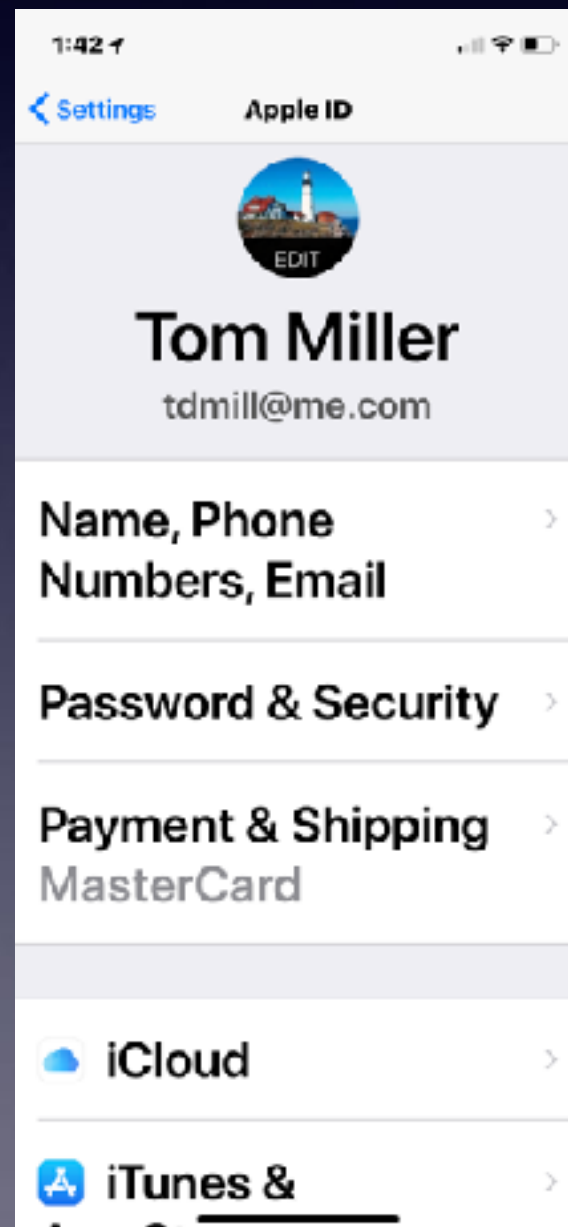 1:42
Settings
Apple ID
EDIT
Tom Miller
tdmill@me.com
Name, Phone
Numbers, Email
Password & Security
Payment & Shipping
MasterCard
iCloud
iTunes &